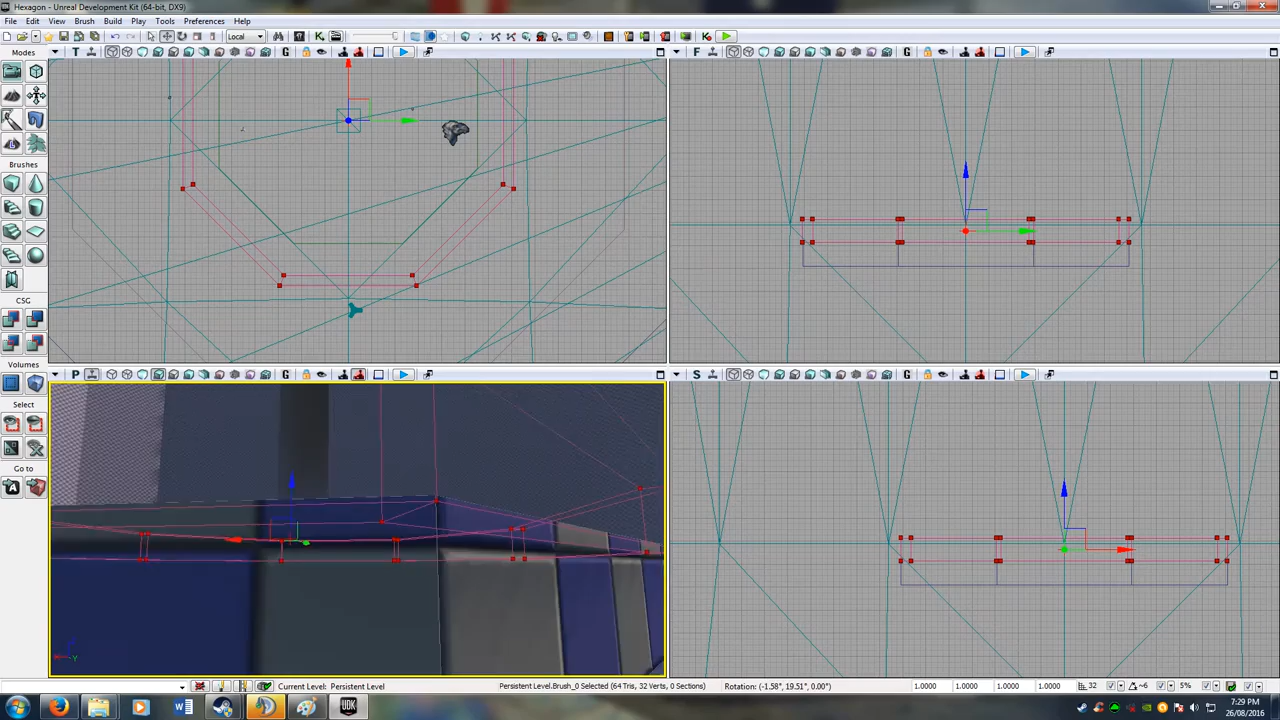 Hexagon - Unreal Development Kit (64-bit, DX9)
File Edit View Brush Build Play Tools Preferences Help
Local
Modes
T G
F G
Brushes
CSG
Volumes
P G
S G
Select
Go to
Y
Current Level: Persistent Level
Persistent Level.Brush_0 Selected (64 Tris, 32 Verts, 0 Sections)
Rotation: (-1.58°, 19.51°, 0.00°)
1.0000 1.0000 1.0000 1.0000 32 ~6 5%
W
UDK
7:29 PM
26/08/2016